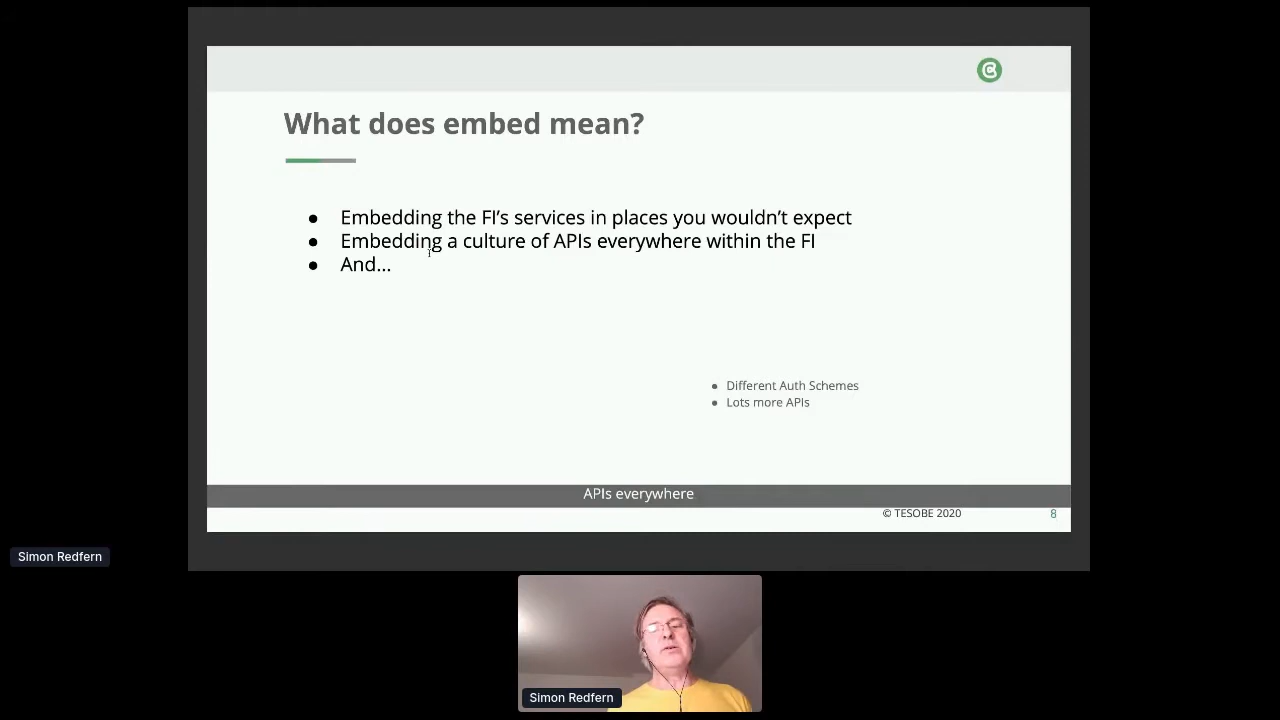 What does embed mean?
● Embedding the FI's services in places you wouldn't expect
● Embedding a culture of APIs everywhere within the FI
● And...
● Different Auth Schemes
● Lots more APIs
APIs everywhere
© TESOBE 2020
8
Simon Redfern
Simon Redfern